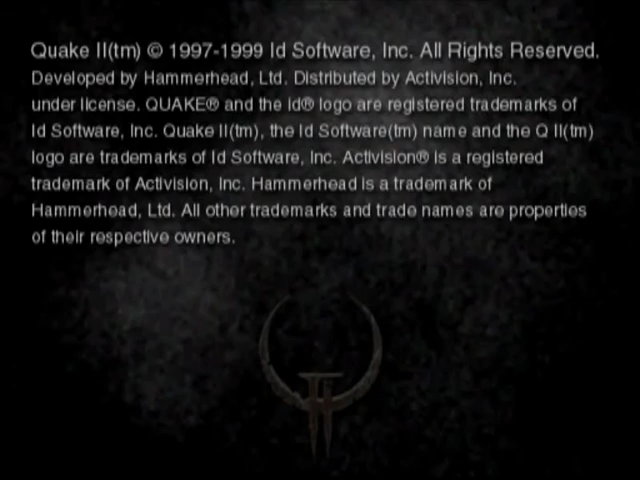 Quake II(tm) © 1997-1999 Id Software, Inc. All Rights Reserved.
Developed by Hammerhead, Ltd. Distributed by Activision, Inc.
under license. QUAKE® and the id® logo are registered trademarks of
Id Software, Inc. Quake II(tm), the Id Software(tm) name and the Q II(tm)
logo are trademarks of Id Software, Inc. Activision® is a registered
trademark of Activision, Inc. Hammerhead is a trademark of
Hammerhead, Ltd. All other trademarks and trade names are properties
of their respective owners.